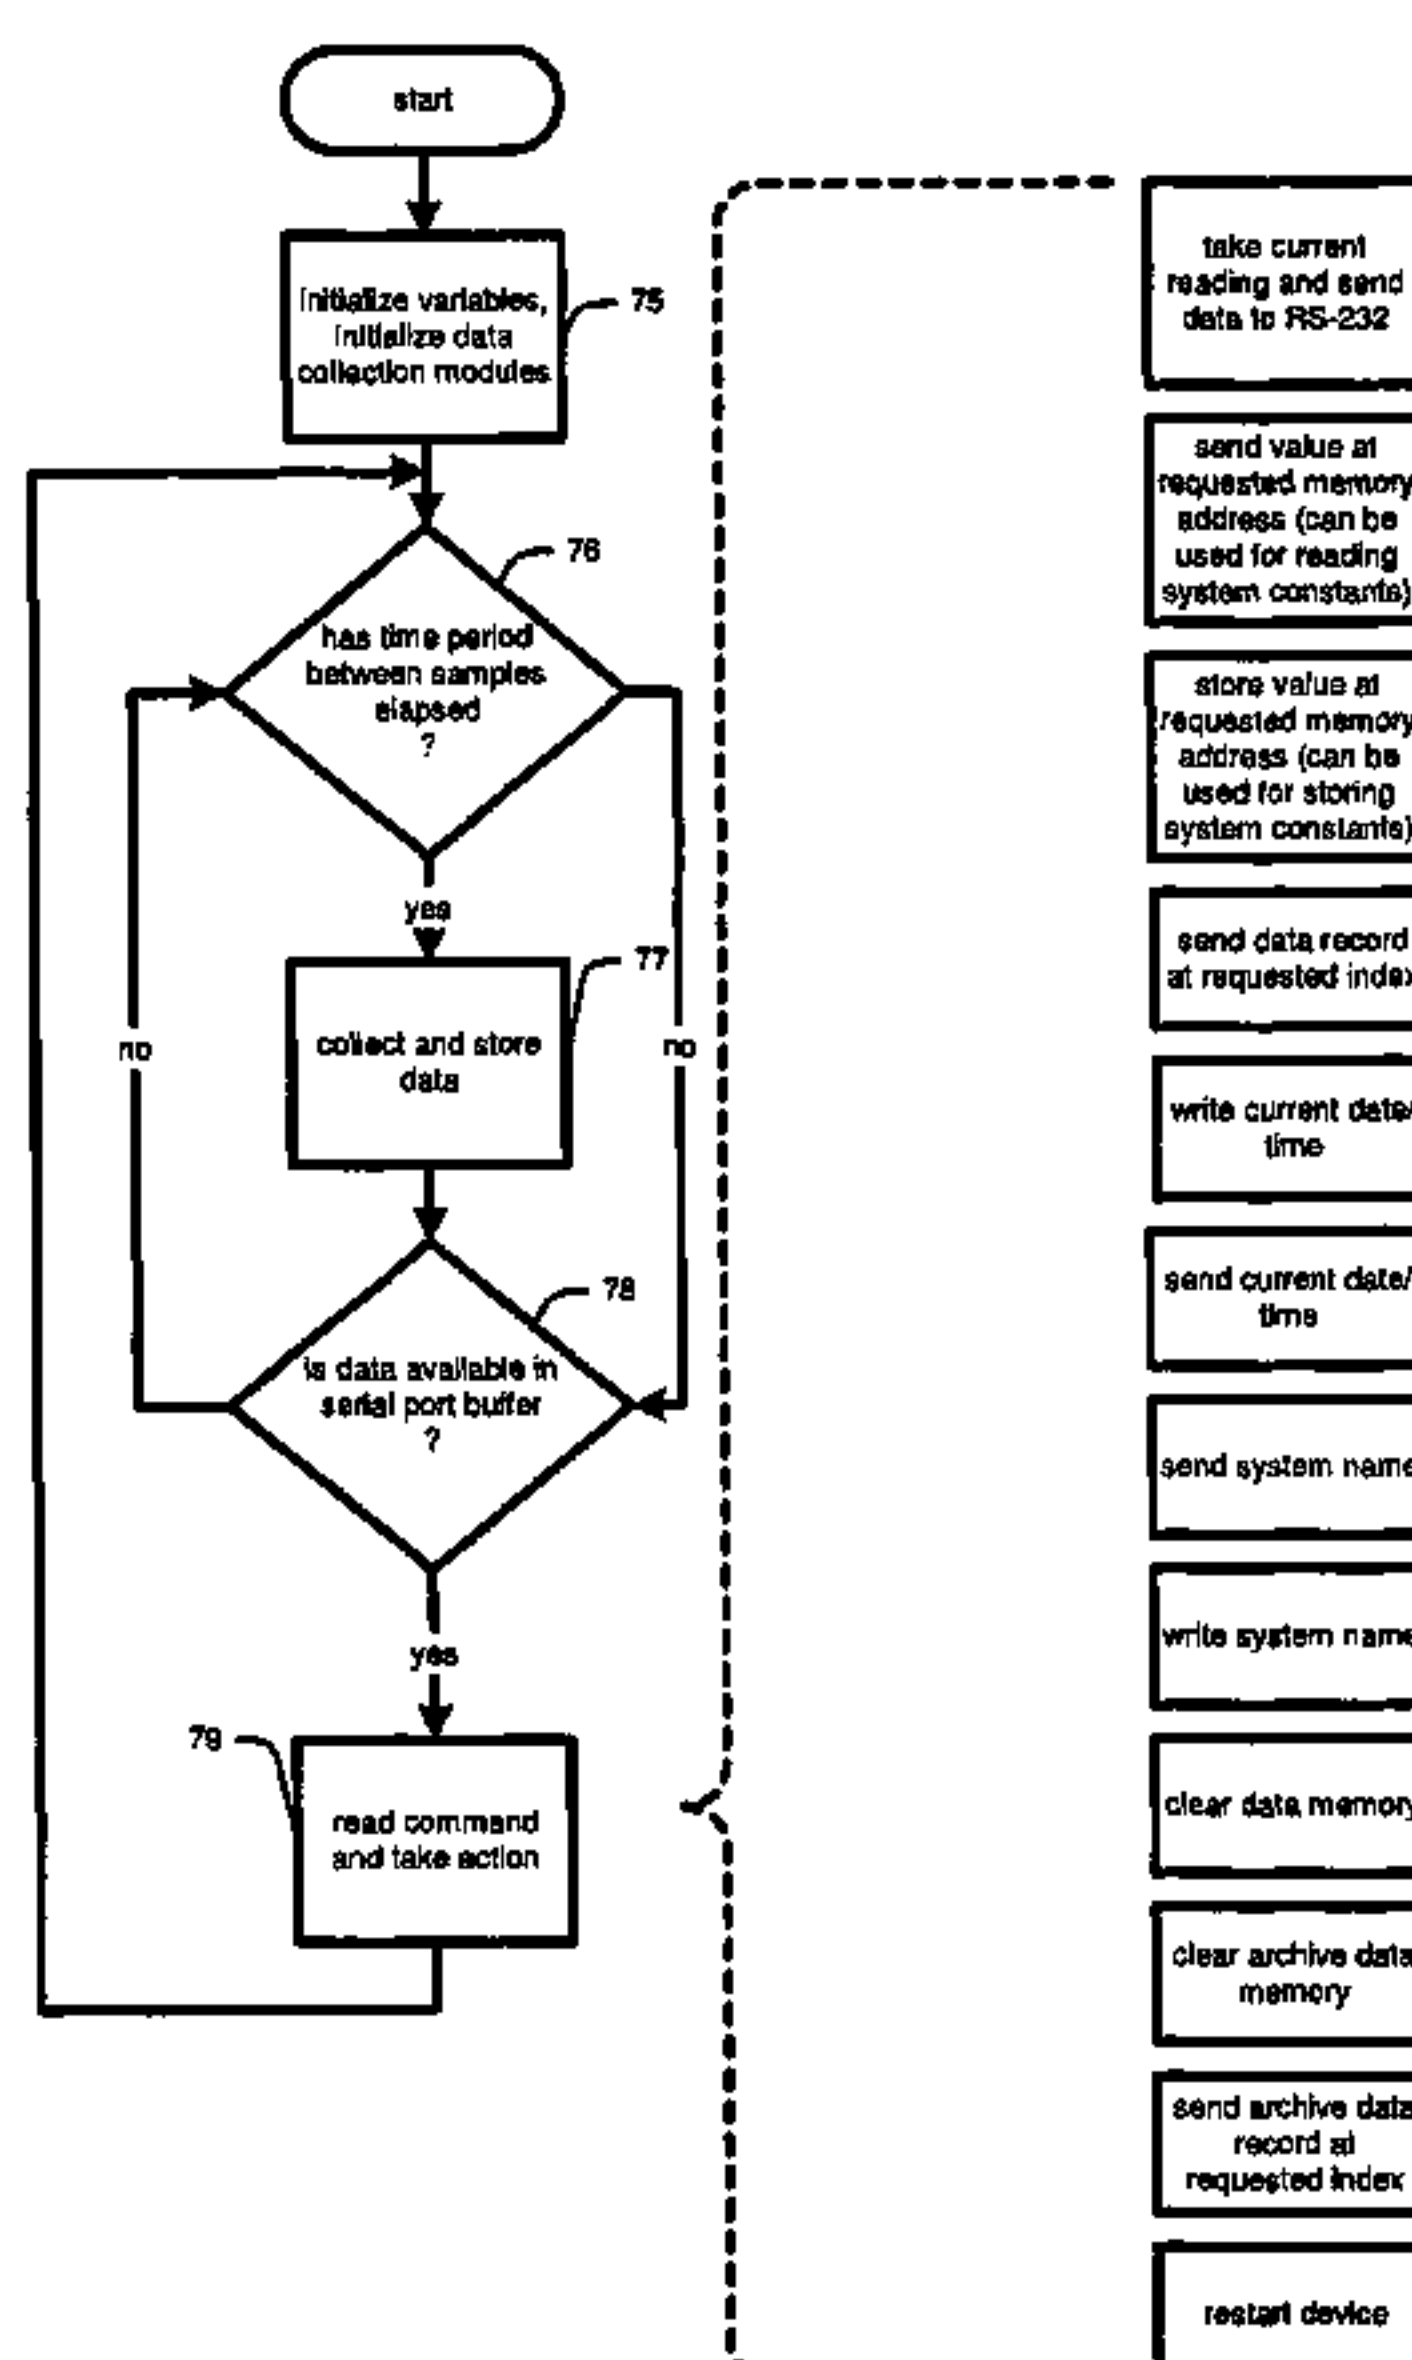 start
initialize variables,
initialize data
collection modules
75
76
has time period
between samples
elapsed
?
yes
77
collect and store
data
no
no
78
is data available in
serial port buffer
?
yes
79
read command
and take action
take current
reading and send
data to RS-232
send value at
requested memory
address (can be
used for reading
system constants)
store value at
requested memory
address (can be
used for storing
system constants)
send data record
at requested index
write current date/
time
send current date/
time
send system name
write system name
clear data memory
clear archive data
memory
send archive data
record at
requested index
restart device